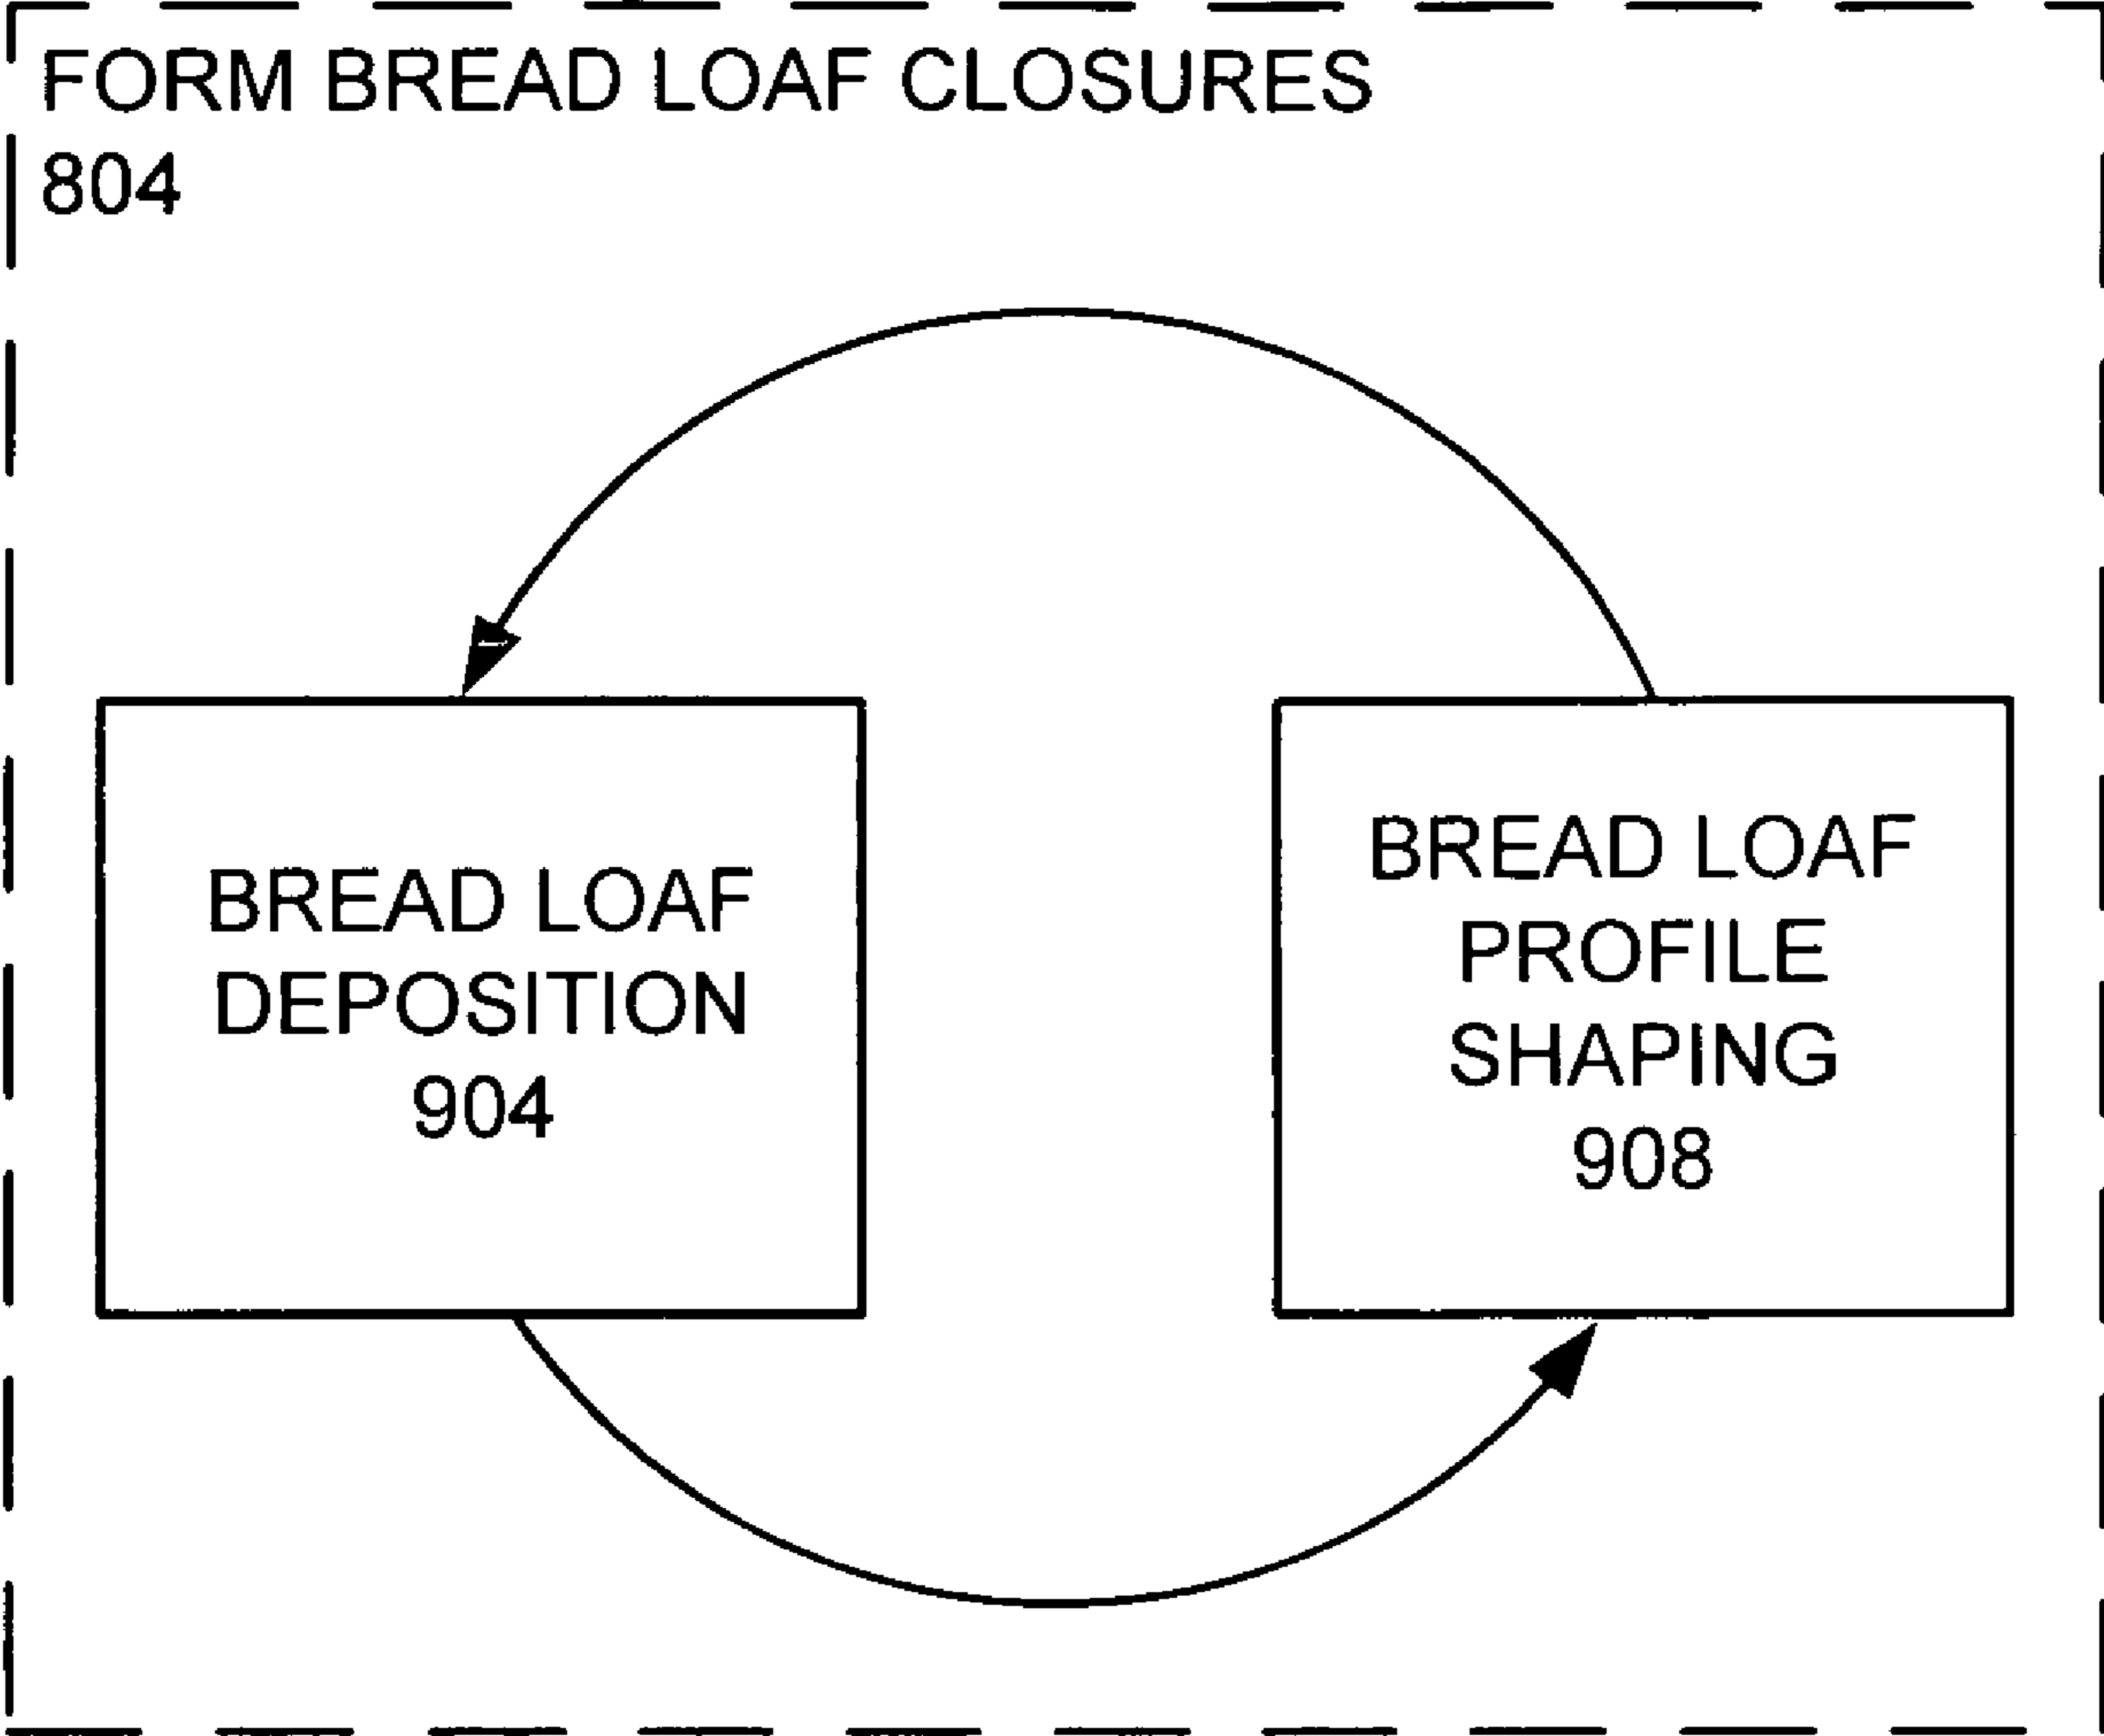 FORM BREAD LOAF CLOSURES
804
BREAD LOAF
DEPOSITION
904
BREAD LOAF
PROFILE
SHAPING
908